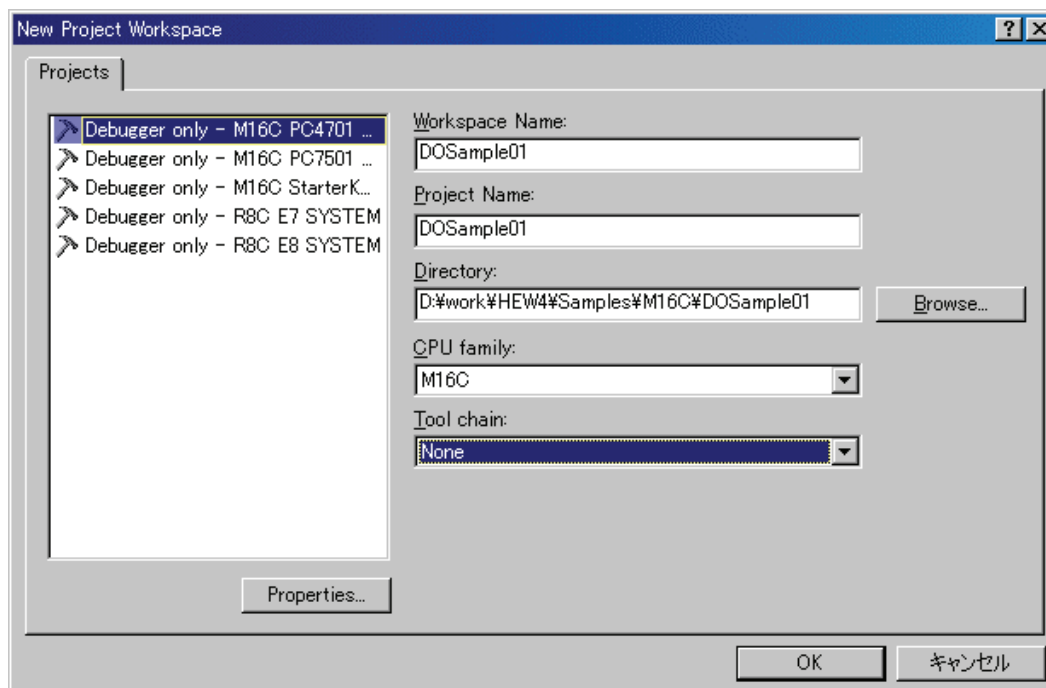 New Project Workspace
Projects
Debugger only - M16C PC4701 ...
Debugger only - M16C PC7501 ...
Debugger only - M16C StarterK...
Debugger only - R8C E7 SYSTEM
Debugger only - R8C E8 SYSTEM
Properties...
Workspace Name:
DOSample01
Project Name:
DOSample01
Directory:
D:¥work¥HEW4¥Samples¥M16C¥DOSample01
Browse...
CPU family:
M16C
Tool chain:
None
OK
キャンセル